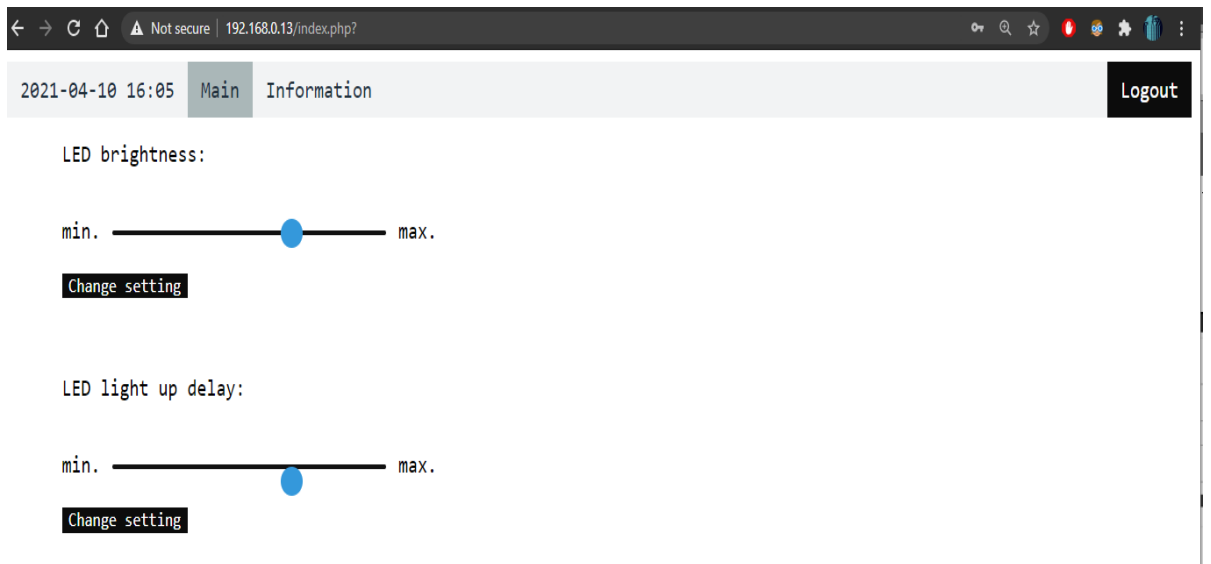 Not secure 192.168.0.13/index.php?
2021-04-10 16:05 Main Information Logout
LED brightness:
min. max.
Change setting
LED light up delay:
min. max.
Change setting